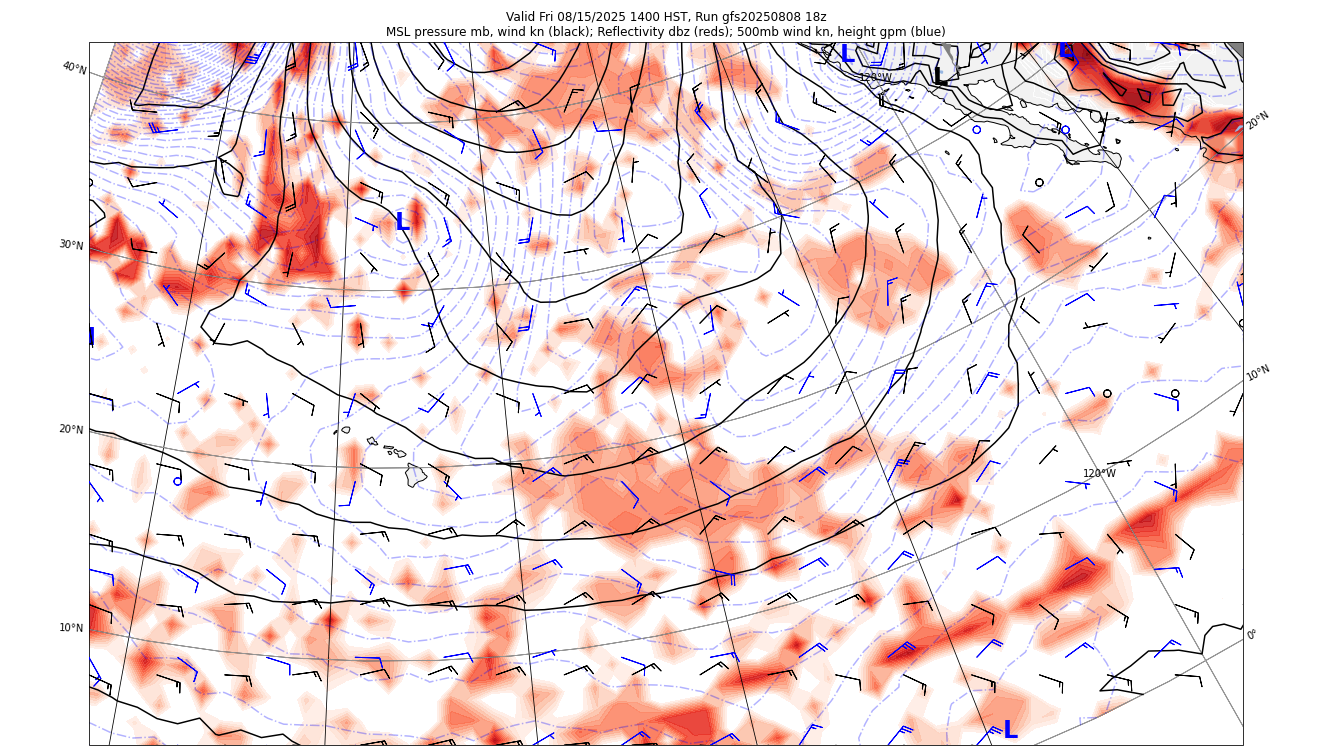 Valid Fri 08/15/2025 1400 HST, Run gfs20250808 18z
MSL pressure mb, wind kn (black); Reflectivity dbz (reds); 500mb wind kn, height gpm (blue)
L
L
L
40°N
120°W
20°N
L
30°N
10°N
20°N
120°W
10°N
0°
L